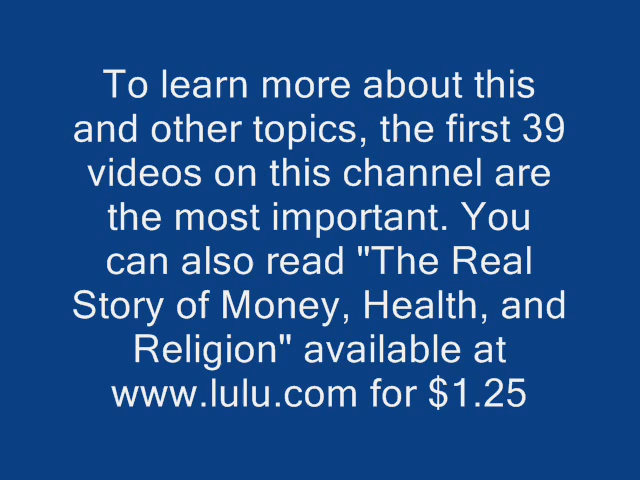 To learn more about this
and other topics, the first 39
videos on this channel are
the most important. You
can also read "The Real
Story of Money, Health, and
Religion" available at
www.lulu.com for $1.25